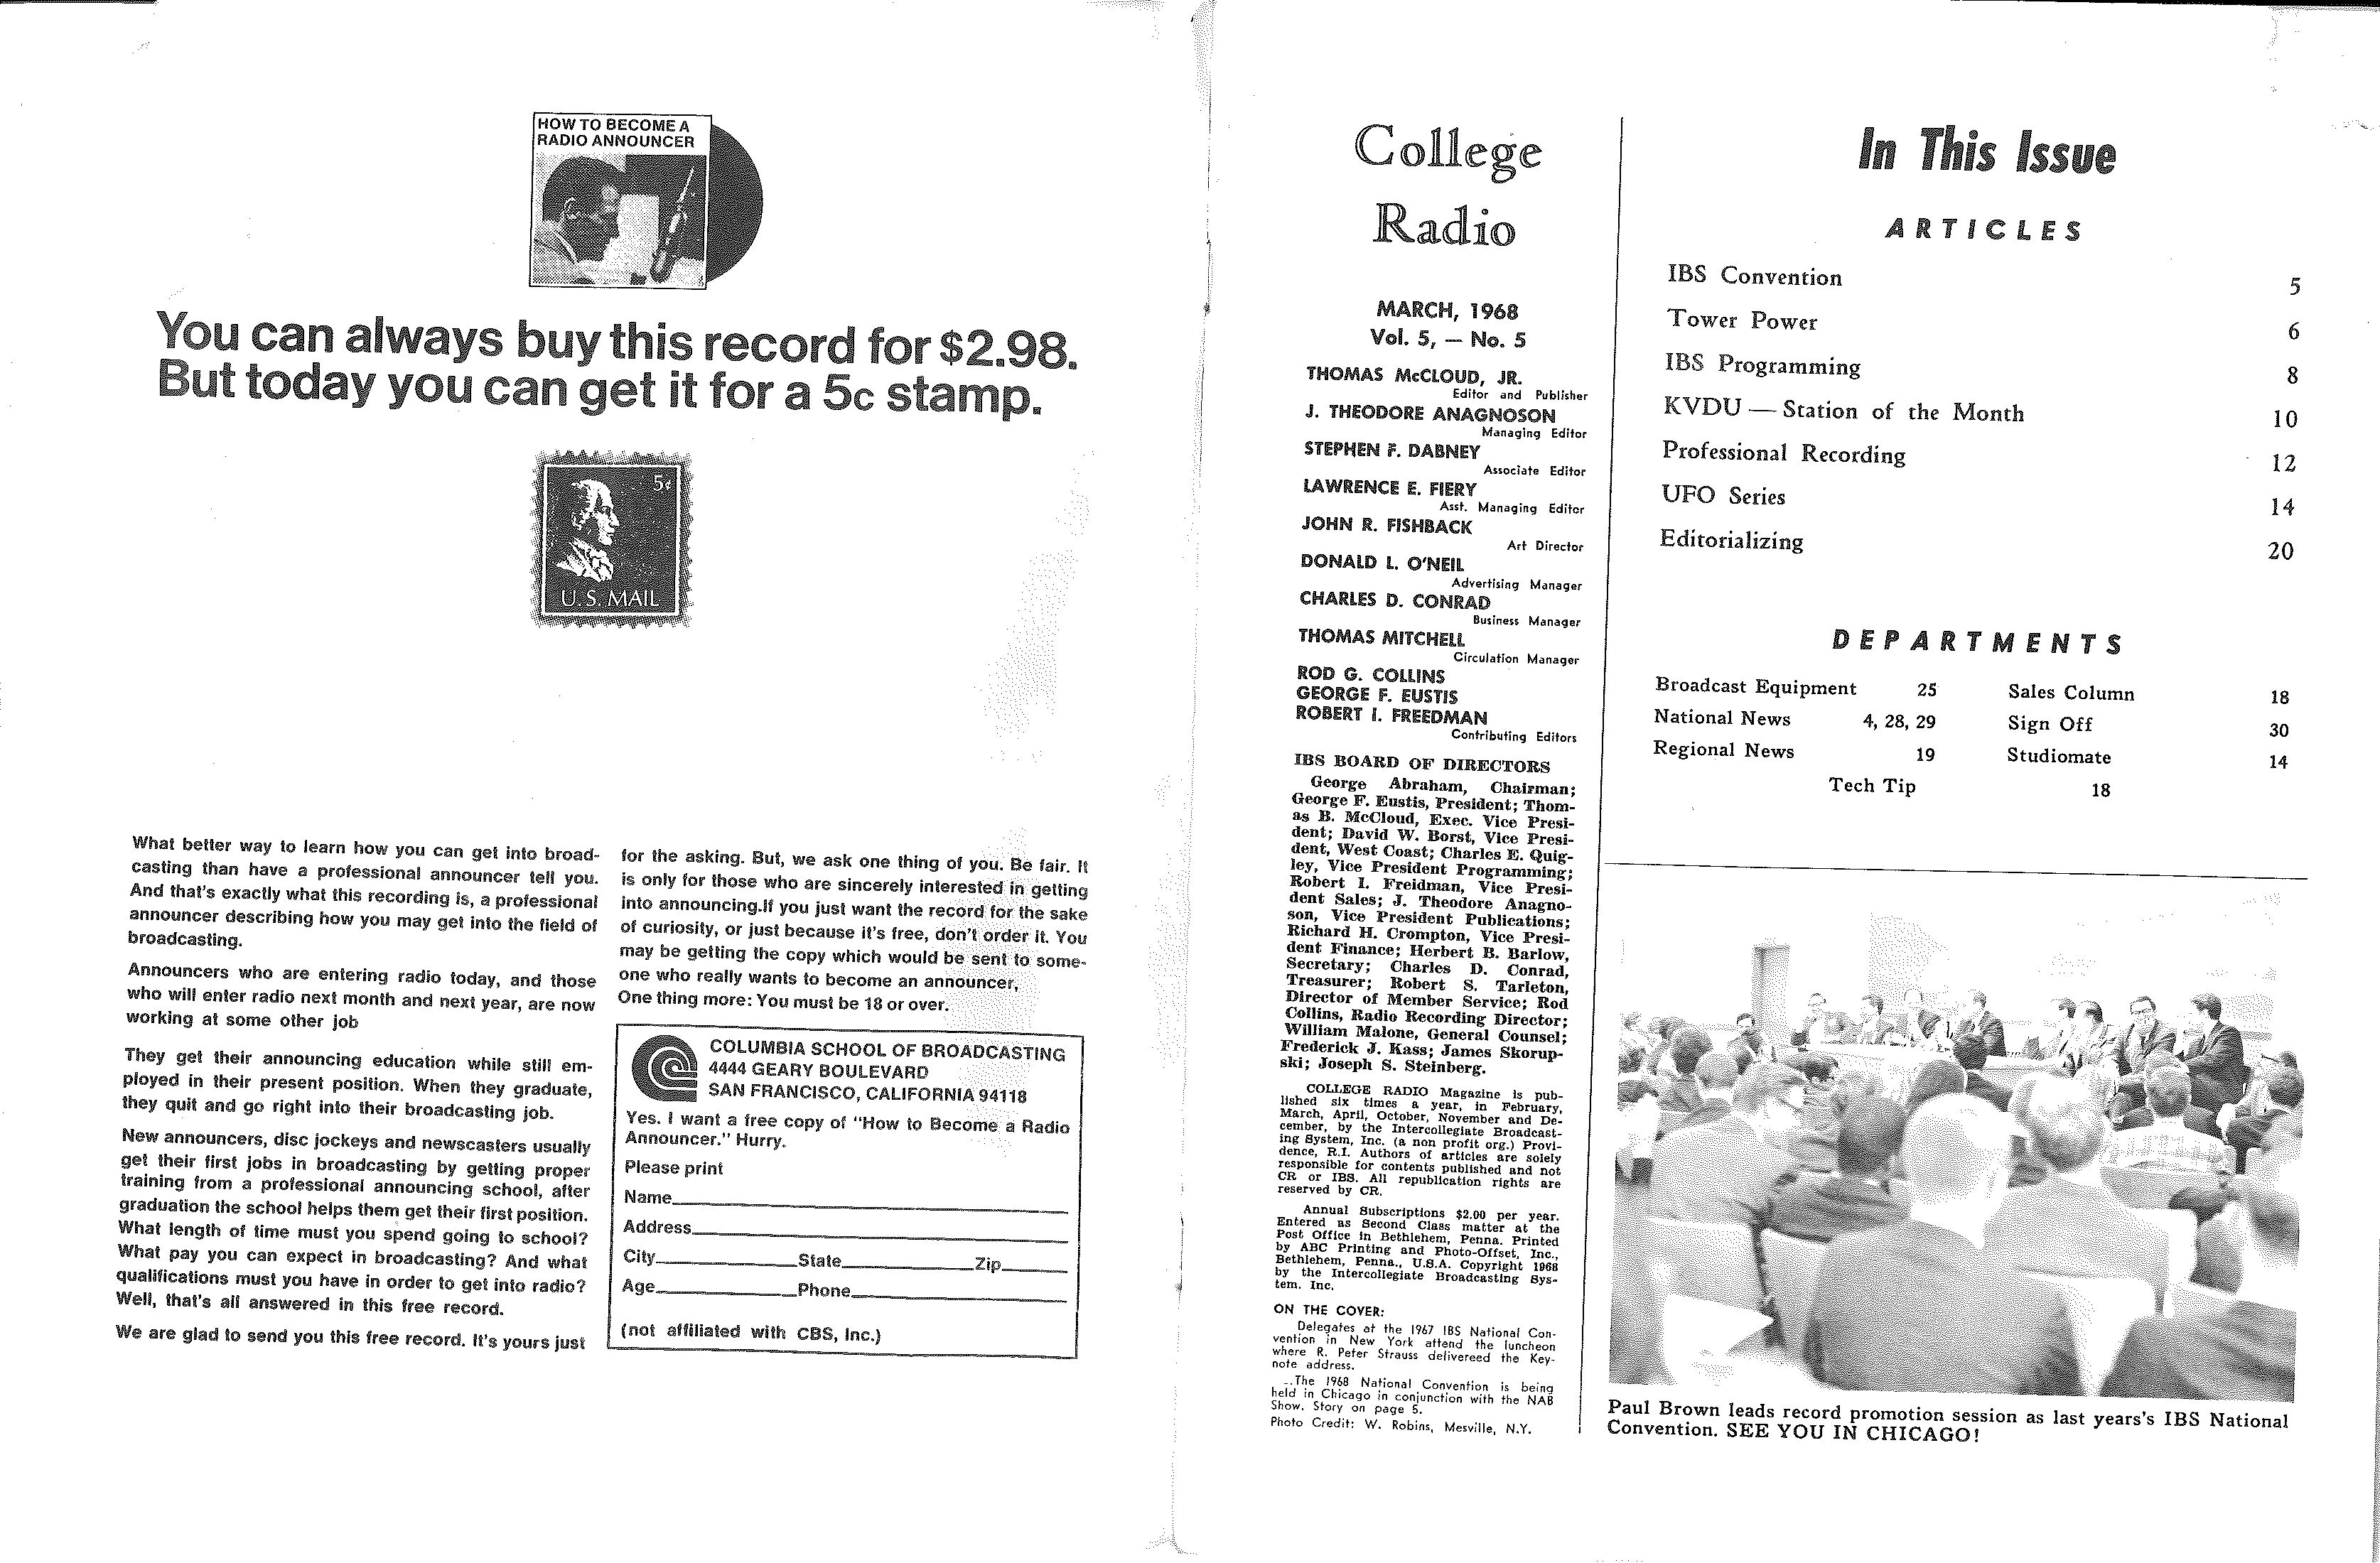 HOW TO BECOME A
RADIO ANNOUNCER
You can always buy this record for $2.98.
But today you can get it for a 5c stamp.
5¢
U.S. MAIL
What better way to learn how you can get into broad-
casting than have a professional announcer tell you.
And that's exactly what this recording is, a professional
announcer describing how you may get into the field of
broadcasting.
Announcers who are entering radio today, and those
who will enter radio next month and next year, are now
working at some other job
They get their announcing education while still em-
ployed in their present position. When they graduate,
they quit and go right into their broadcasting job.
New announcers, disc jockeys and newscasters usually
get their first jobs in broadcasting by getting proper
training from a professional announcing school, after
graduation the school helps them get their first position.
What length of time must you spend going to school?
What pay you can expect in broadcasting? And what
qualifications must you have in order to get into radio?
Well, that's all answered in this free record.
We are glad to send you this free record. It's yours just
for the asking. But, we ask one thing of you. Be fair. It
is only for those who are sincerely interested in getting
into announcing.If you just want the record for the sake
of curiosity, or just because it's free, don't order it. You
may be getting the copy which would be sent to some-
one who really wants to become an announcer,
One thing more: You must be 18 or over.
COLUMBIA SCHOOL OF BROADCASTING
4444 GEARY BOULEVARD
SAN FRANCISCO, CALIFORNIA 94118
Yes. I want a free copy of "How to Become a Radio
Announcer." Hurry.
Please print
Name
Address
City State Zip
Age Phone
(not affiliated with CBS, Inc.)
College
Radio
MARCH, 1968
Vol. 5, — No. 5
THOMAS McCLOUD, JR.
Editor and Publisher
J. THEODORE ANAGNOSON
Managing Editor
STEPHEN F. DABNEY
Associate Editor
LAWRENCE E. FIERY
Asst. Managing Editor
JOHN R. FISHBACK
Art Director
DONALD L. O'NEIL
Advertising Manager
CHARLES D. CONRAD
Business Manager
THOMAS MITCHELL
Circulation Manager
ROD G. COLLINS
GEORGE F. EUSTIS
ROBERT I. FREEDMAN
Contributing Editors
IBS BOARD OF DIRECTORS
George Abraham, Chairman;
George F. Eustis, President; Thom-
as B. McCloud, Exec. Vice Presi-
dent; David W. Borst, Vice Presi-
dent, West Coast; Charles E. Quig-
ley, Vice President Programming;
Robert I. Freidman, Vice Presi-
dent Sales; J. Theodore Anagno-
son, Vice President Publications;
Richard H. Crompton, Vice Presi-
dent Finance; Herbert B. Barlow,
Secretary; Charles D. Conrad,
Treasurer; Robert S. Tarleton,
Director of Member Service; Rod
Collins, Radio Recording Director;
William Malone, General Counsel;
Frederick J. Kass; James Skorup-
ski; Joseph S. Steinberg.
COLLEGE RADIO Magazine is pub-
lished six times a year, in February,
March, April, October, November and De-
cember, by the Intercollegiate Broadcast-
ing System, Inc. (a non profit org.) Provi-
dence, R.I. Authors of articles are solely
responsible for contents published and not
CR or IBS. All republication rights are
reserved by CR.
Annual Subscriptions $2.00 per year.
Entered as Second Class matter at the
Post Office in Bethlehem, Penna. Printed
by ABC Printing and Photo-Offset, Inc.,
Bethlehem, Penna., U.S.A. Copyright 1968
by the Intercollegiate Broadcasting Sys-
tem. Inc.
ON THE COVER:
Delegates at the 1967 IBS National Con-
vention in New York attend the luncheon
where R. Peter Strauss delivereed the Key-
note address.
..The 1968 National Convention is being
held in Chicago in conjunction with the NAB
Show. Story on page 5.
Photo Credit: W. Robins, Mesville, N.Y.
In This Issue
ARTICLES
IBS Convention 5
Tower Power 6
IBS Programming 8
KVDU — Station of the Month 10
Professional Recording 12
UFO Series 14
Editorializing 20
DEPARTMENTS
Broadcast Equipment 25 Sales Column 18
National News 4, 28, 29 Sign Off 30
Regional News 19 Studiomate 14
Tech Tip 18
Paul Brown leads record promotion session as last years's IBS National
Convention. SEE YOU IN CHICAGO!